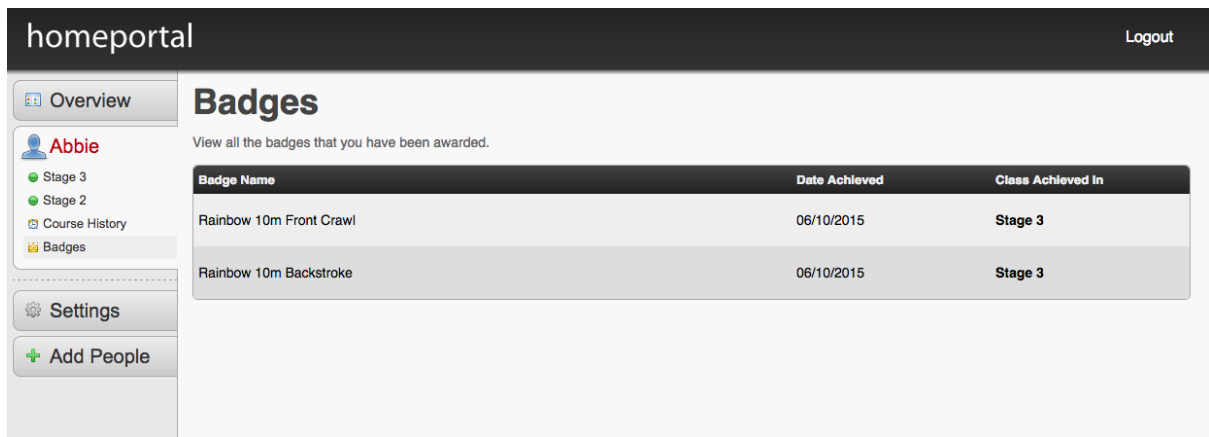 homeportal
Logout
Overview
Abbie
Stage 3
Stage 2
Course History
Badges
Settings
Add People
Badges
View all the badges that you have been awarded.
Badge Name Date Achieved Class Achieved In
Rainbow 10m Front Crawl 06/10/2015 Stage 3
Rainbow 10m Backstroke 06/10/2015 Stage 3